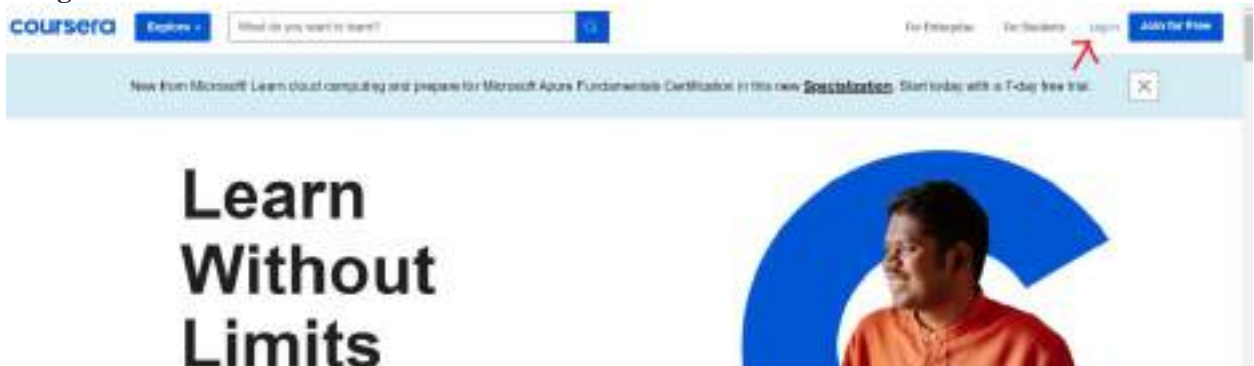 coursera Explore What do you want to learn? For Enterprise For Students Log In Join for Free
New from Microsoft! Learn cloud computing and prepare for Microsoft Azure Fundamentals Certification in this new Specialization. Start today with a 7-day free trial.
Learn
Without
Limits